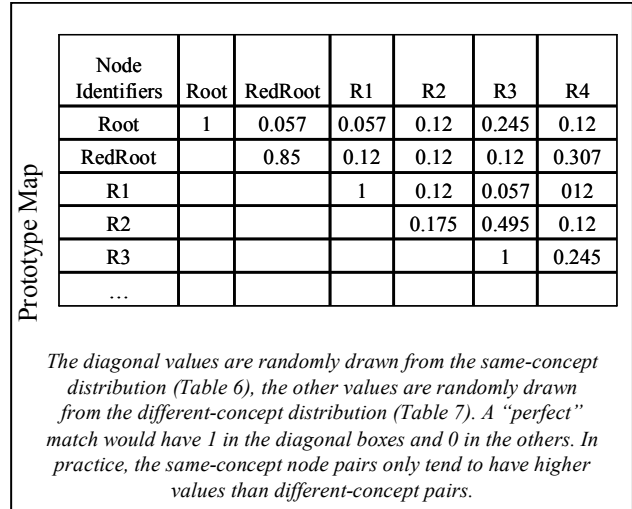 Prototype Map
Node Identifiers Root RedRoot R1 R2 R3 R4
Root 1 0.057 0.057 0.12 0.245 0.12
RedRoot 0.85 0.12 0.12 0.12 0.307
R1 1 0.12 0.057 012
R2 0.175 0.495 0.12
R3 1 0.245
...
The diagonal values are randomly drawn from the same-concept
distribution (Table 6), the other values are randomly drawn
from the different-concept distribution (Table 7). A “perfect”
match would have 1 in the diagonal boxes and 0 in the others. In
practice, the same-concept node pairs only tend to have higher
values than different-concept pairs.